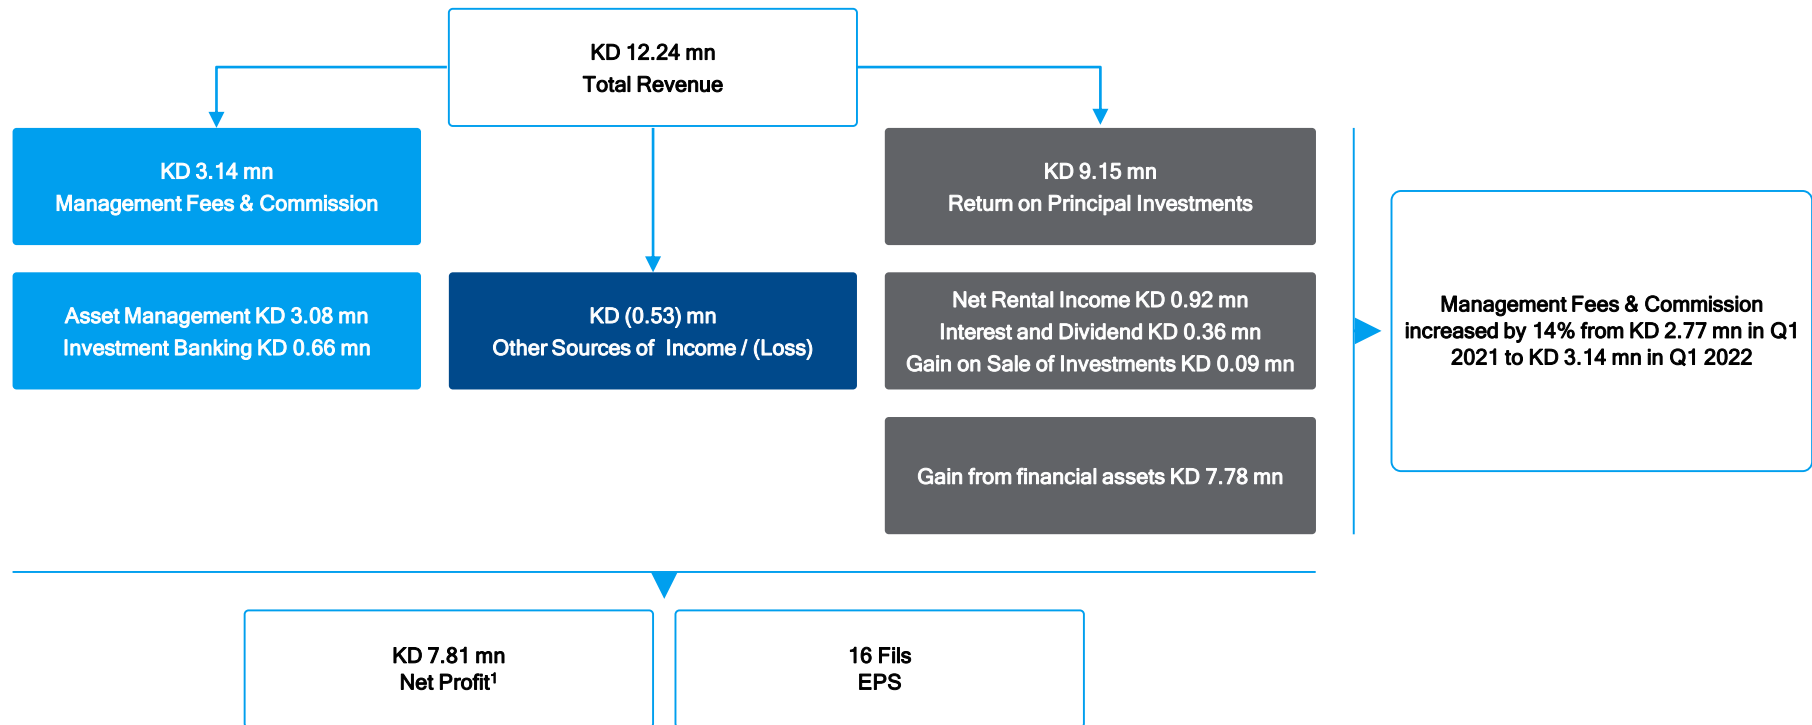 KD 12.24 mn
Total Revenue
KD 3.14 mn
Management Fees & Commission
KD 9.15 mn
Return on Principal Investments
Asset Management KD 3.08 mn
Investment Banking KD 0.66 mn
KD (0.53) mn
Other Sources of Income / (Loss)
Net Rental Income KD 0.92 mn
Interest and Dividend KD 0.36 mn
Gain on Sale of Investments KD 0.09 mn
Gain from financial assets KD 7.78 mn
Management Fees & Commission
increased by 14% from KD 2.77 mn in Q1
2021 to KD 3.14 mn in Q1 2022
KD 7.81 mn
Net Profit¹
16 Fils
EPS